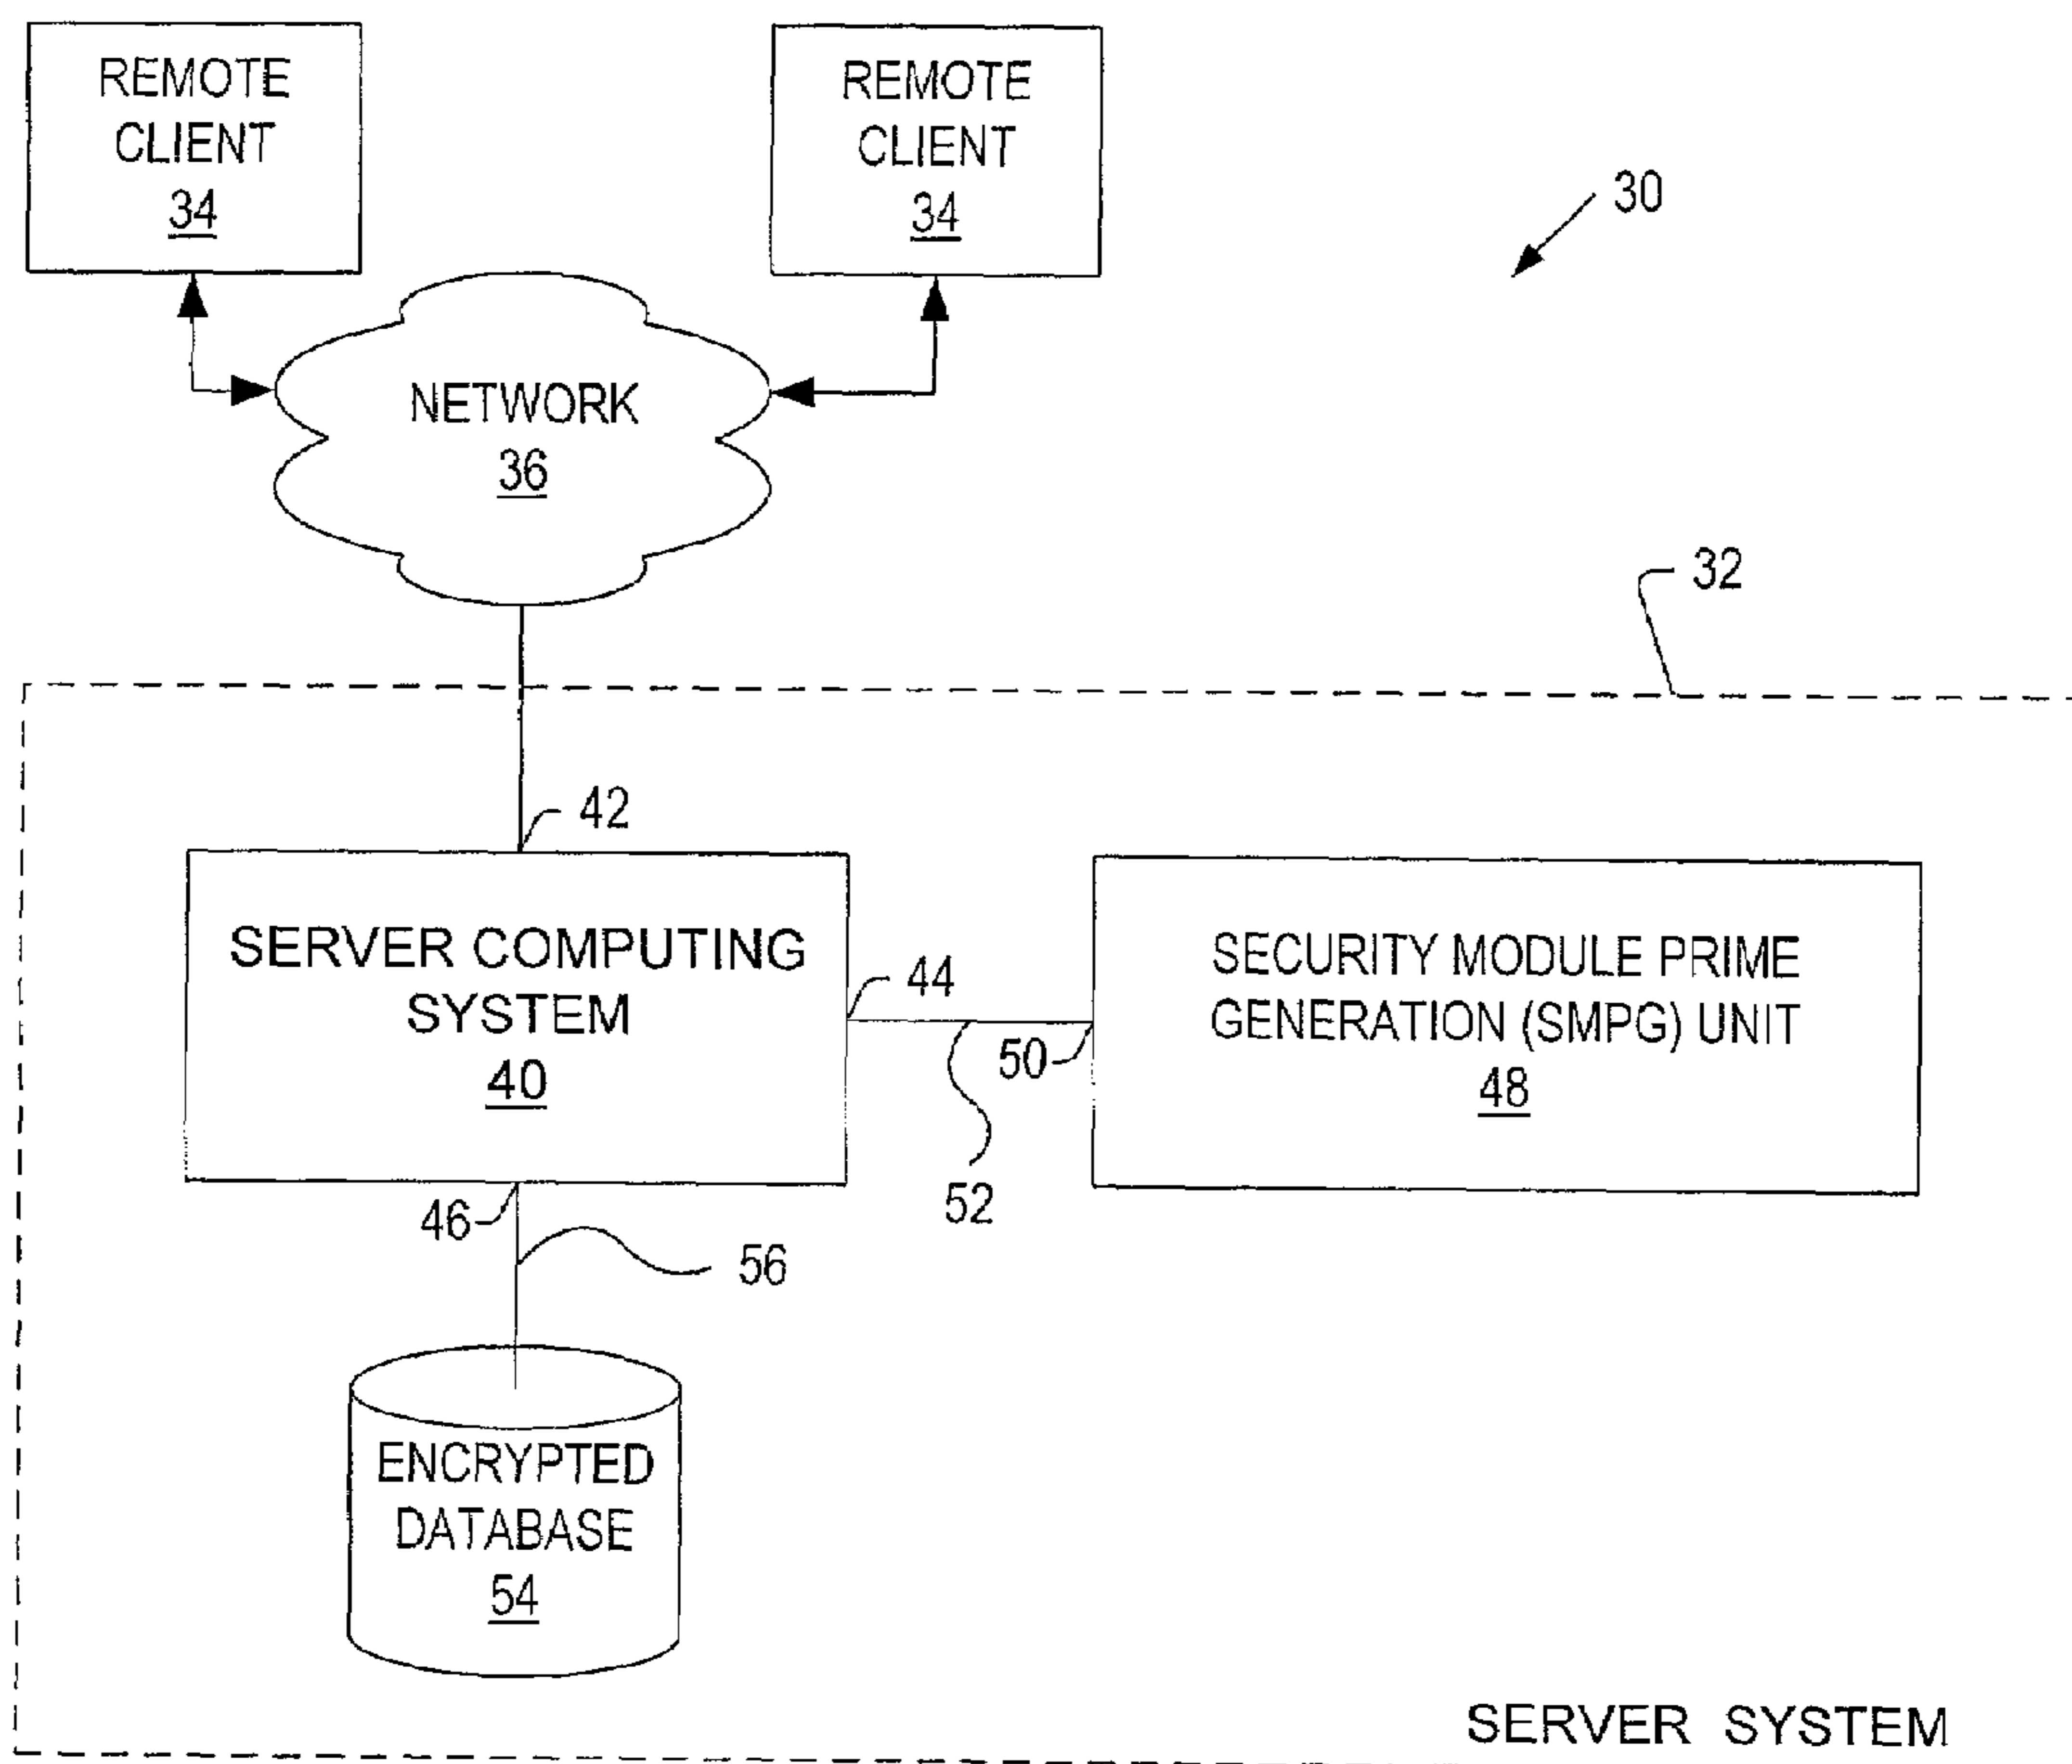 REMOTE
CLIENT
34
REMOTE
CLIENT
34
30
NETWORK
36
32
42
SERVER COMPUTING
SYSTEM
40
44
50
52
SECURITY MODULE PRIME
GENERATION (SMPG) UNIT
48
46
56
ENCRYPTED
DATABASE
54
SERVER SYSTEM